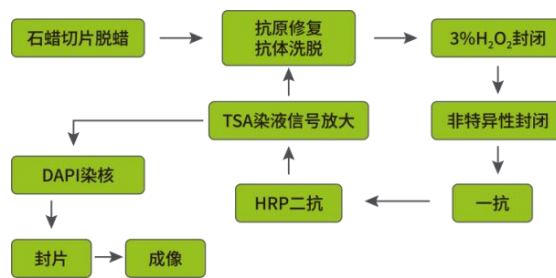 石蜡切片脱蜡
抗原修复
抗体洗脱
3%H₂O₂封闭
TSA染液信号放大
非特异性封闭
DAPI染核
HRP二抗
一抗
封片
成像